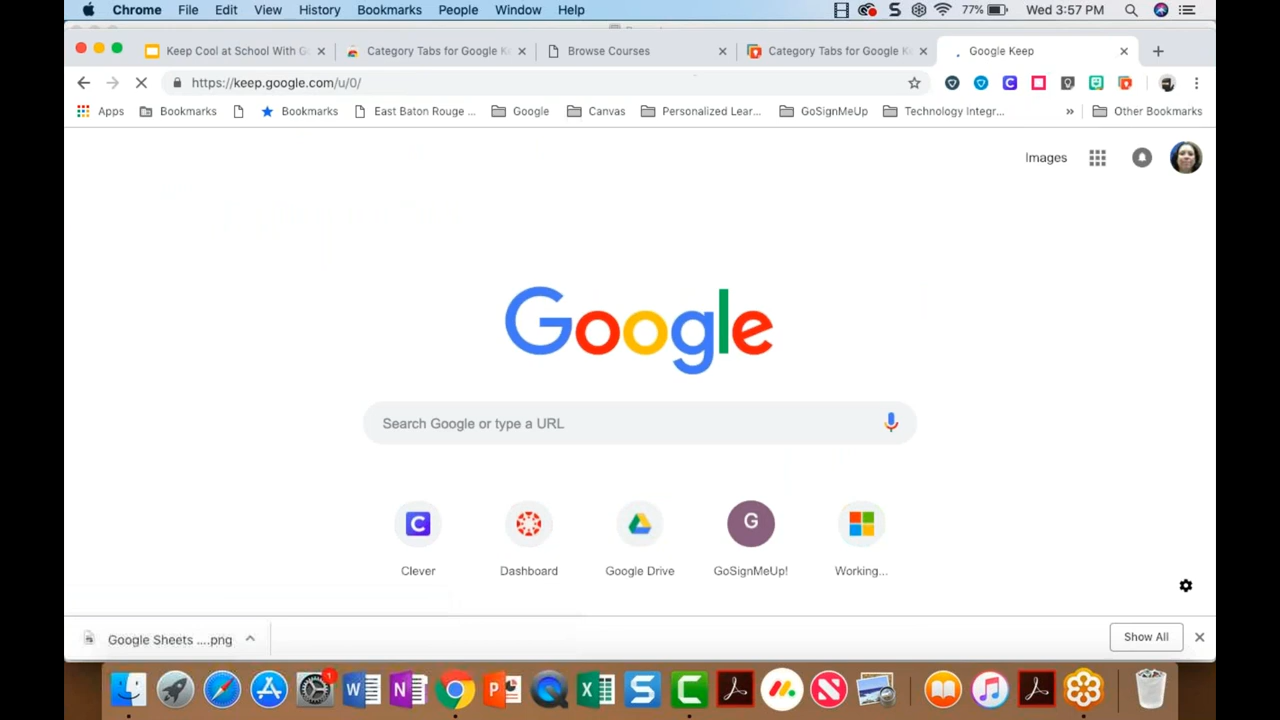 Chrome File Edit View History Bookmarks People Window Help 77% Wed 3:57 PM
Keep Cool at School With G Category Tabs for Google K Browse Courses Category Tabs for Google K Google Keep
https://keep.google.com/u/0/
Apps Bookmarks Bookmarks East Baton Rouge ... Google Canvas Personalized Lear... GoSignMeUp Technology Integr... » Other Bookmarks
Images
Google
Search Google or type a URL
C G
Clever Dashboard Google Drive GoSignMeUp! Working...
Google Sheets ....png Show All
1
W N P X S C